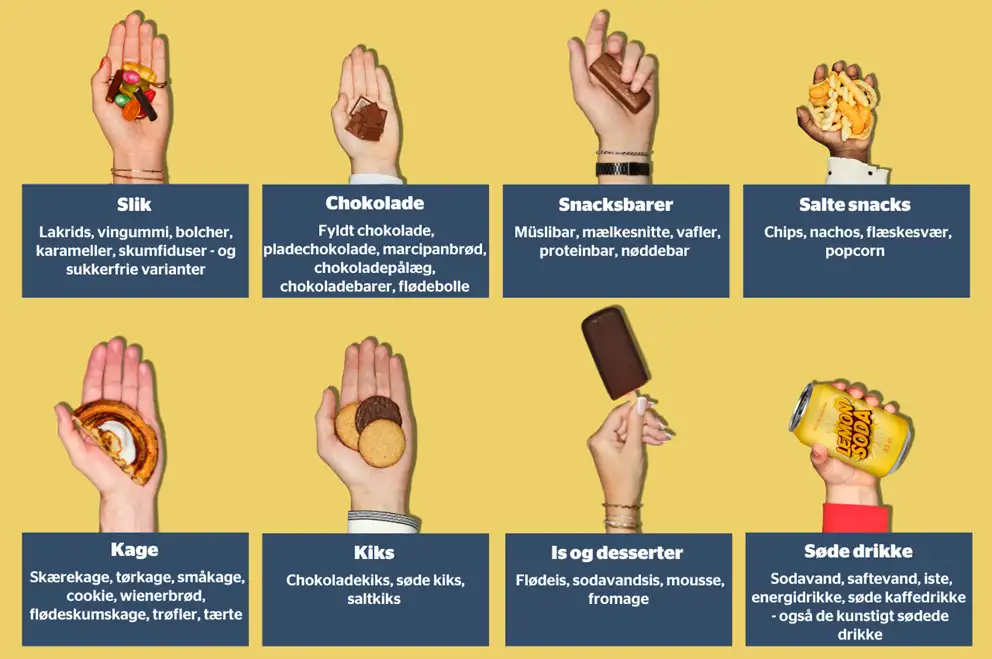 Slik
Lakrids, vingummi, bolcher,
karameller, skumfiduser - og
sukkerfrie varianter
Chokolade
Fyldt chokolade,
pladechokolade, marcipanbrød,
chokoladepålæg,
chokoladebarer, flødebolle
Snacksbarer
Müslibar, mælkesnitte, vafler,
proteinbar, nøddebar
Salte snacks
Chips, nachos, flæskesvær,
popcorn
Kage
Skærekage, tørkage, småkage,
cookie, wienerbrød,
flødeskumskage, trøfler, tærte
Kiks
Chokoladekiks, søde kiks,
saltkiks
Is og desserter
Flødeis, sodavandsis, mousse,
fromage
LEMON
SODA
33 cl
Søde drikke
Sodavand, saftevand, iste,
energidrikke, søde kaffedrikke
- også de kunstigt sødede
drikke